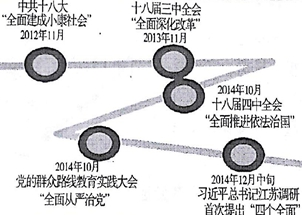 中共十八大
“全面建成小康社会”
2012年11月
十八届三中全会
“全面深化改革”
2013年11月
2014年10月
十八届四中全会
“全面推进依法治国”
2014年10月
党的群众路线教育实践大会
“全面从严治党”
2014年12月中旬
习近平总书记江苏调研
首次提出“四个全面”